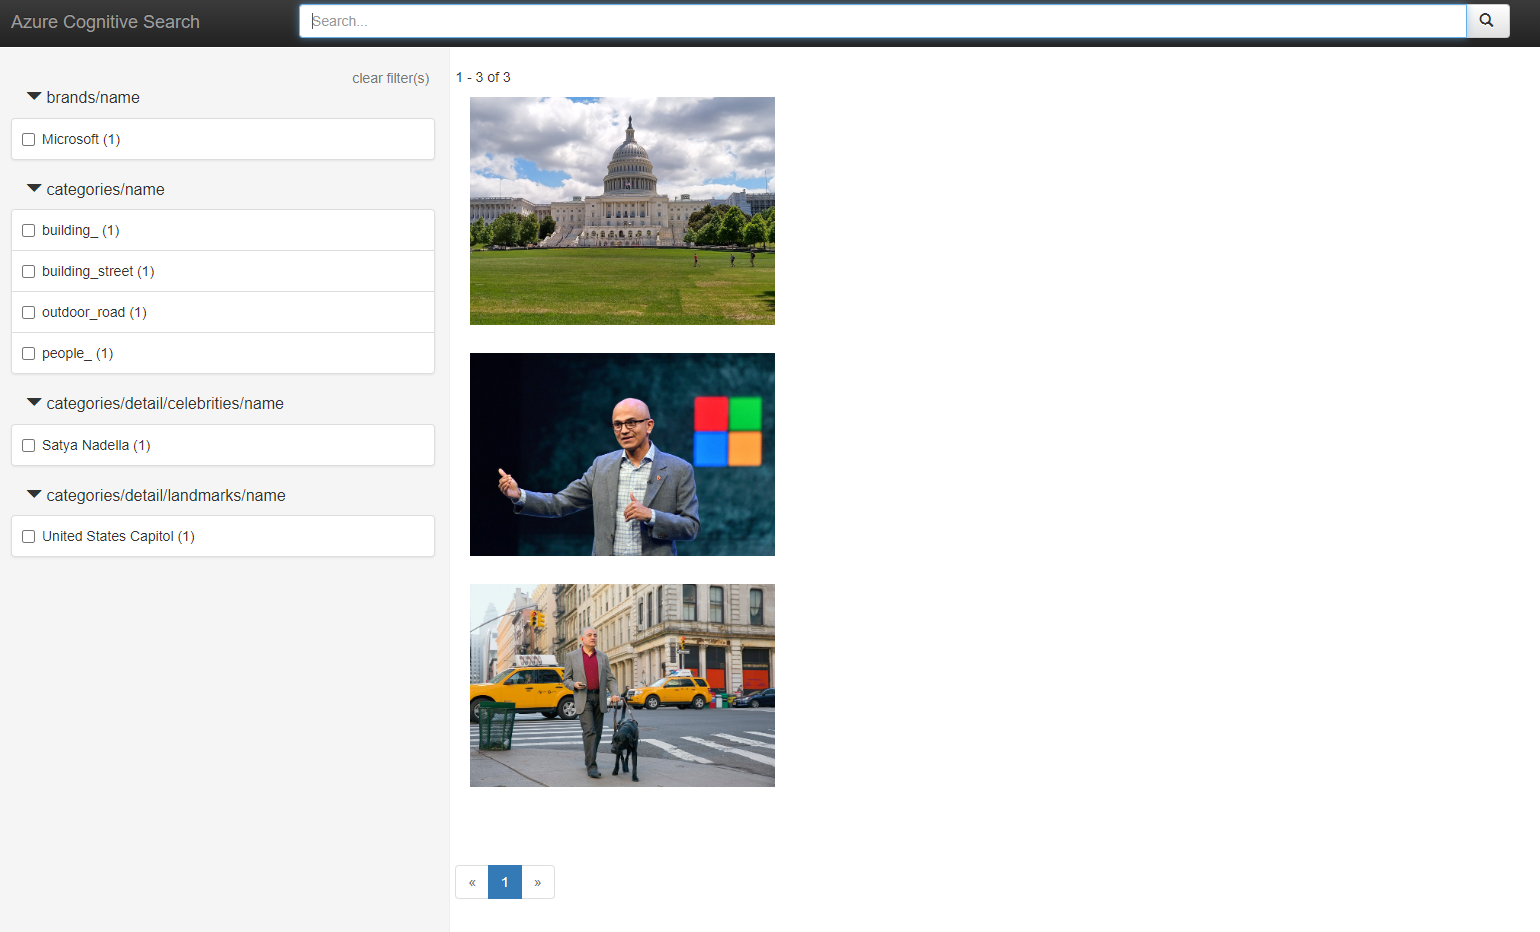 Azure Cognitive Search
Search...
clear filter(s)
brands/name
Microsoft (1)
categories/name
building_ (1)
building_street (1)
outdoor_road (1)
people_ (1)
categories/detail/celebrities/name
Satya Nadella (1)
categories/detail/landmarks/name
United States Capitol (1)
1 - 3 of 3
« 1 »